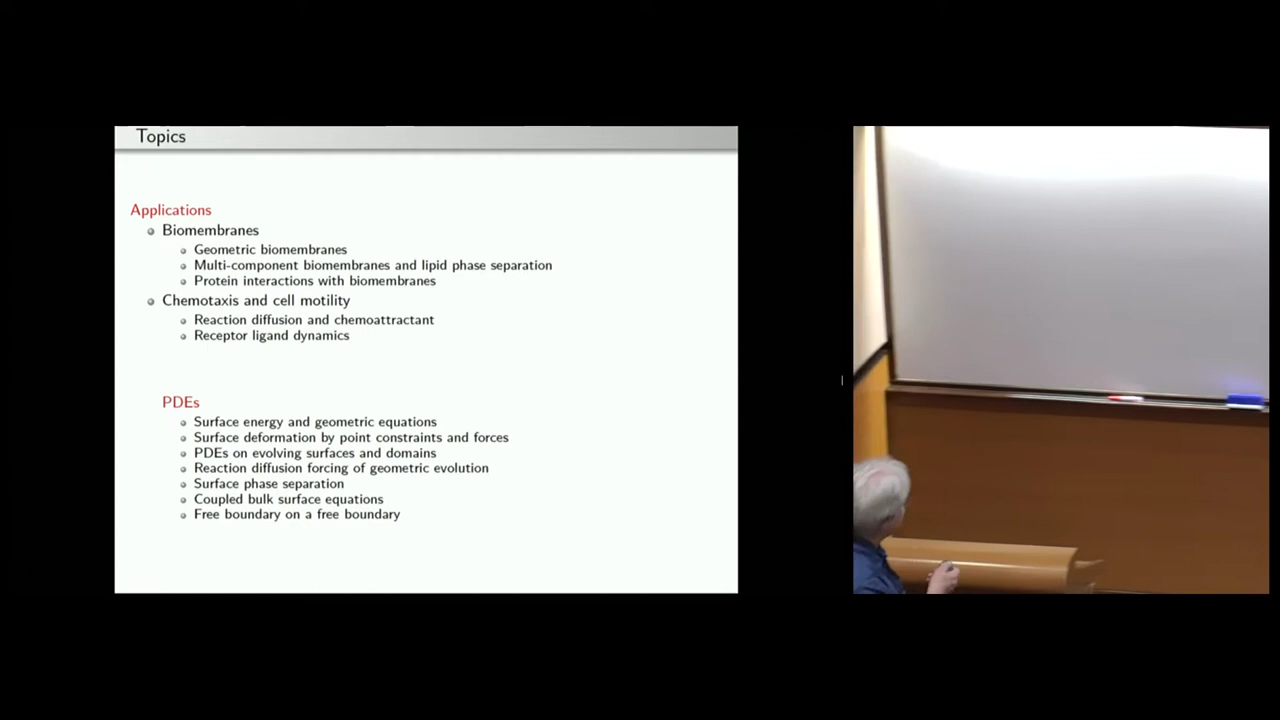 Topics
Applications
Biomembranes
Geometric biomembranes
Multi-component biomembranes and lipid phase separation
Protein interactions with biomembranes
Chemotaxis and cell motility
Reaction diffusion and chemoattractant
Receptor ligand dynamics
PDEs
Surface energy and geometric equations
Surface deformation by point constraints and forces
PDEs on evolving surfaces and domains
Reaction diffusion forcing of geometric evolution
Surface phase separation
Coupled bulk surface equations
Free boundary on a free boundary